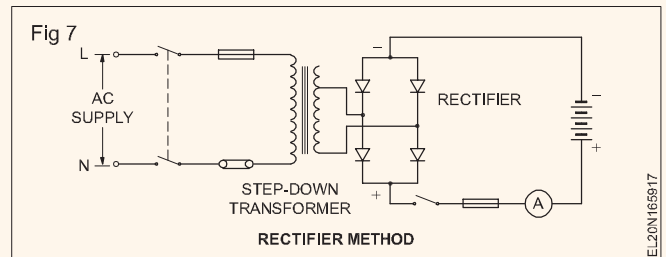 Fig 7
L
AC
SUPPLY
N
−
RECTIFIER
−
+
STEP-DOWN
TRANSFORMER
+
A
RECTIFIER METHOD
EL20N165917